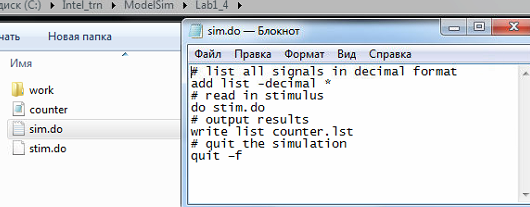 диск (C:) ▸ Intel_trn ▸ ModelSim ▸ Lab1_4 ▸
чать
Новая папка
Имя
work
counter
sim.do
stim.do
sim.do — Блокнот
Файл Правка Формат Вид Справка
# list all signals in decimal format
add list -decimal *
# read in stimulus
do stim.do
# output results
write list counter.lst
# quit the simulation
quit -f